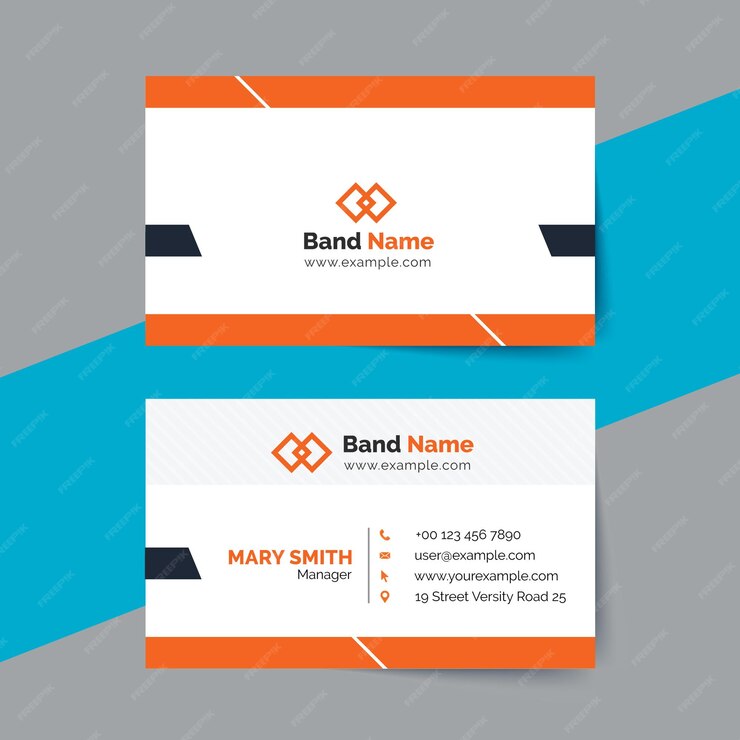 Band Name
www.example.com
Band Name
www.example.com
MARY SMITH
Manager
+00 123 456 7890
user@example.com
www.yourexample.com
19 Street Versity Road 25
FREEPIK